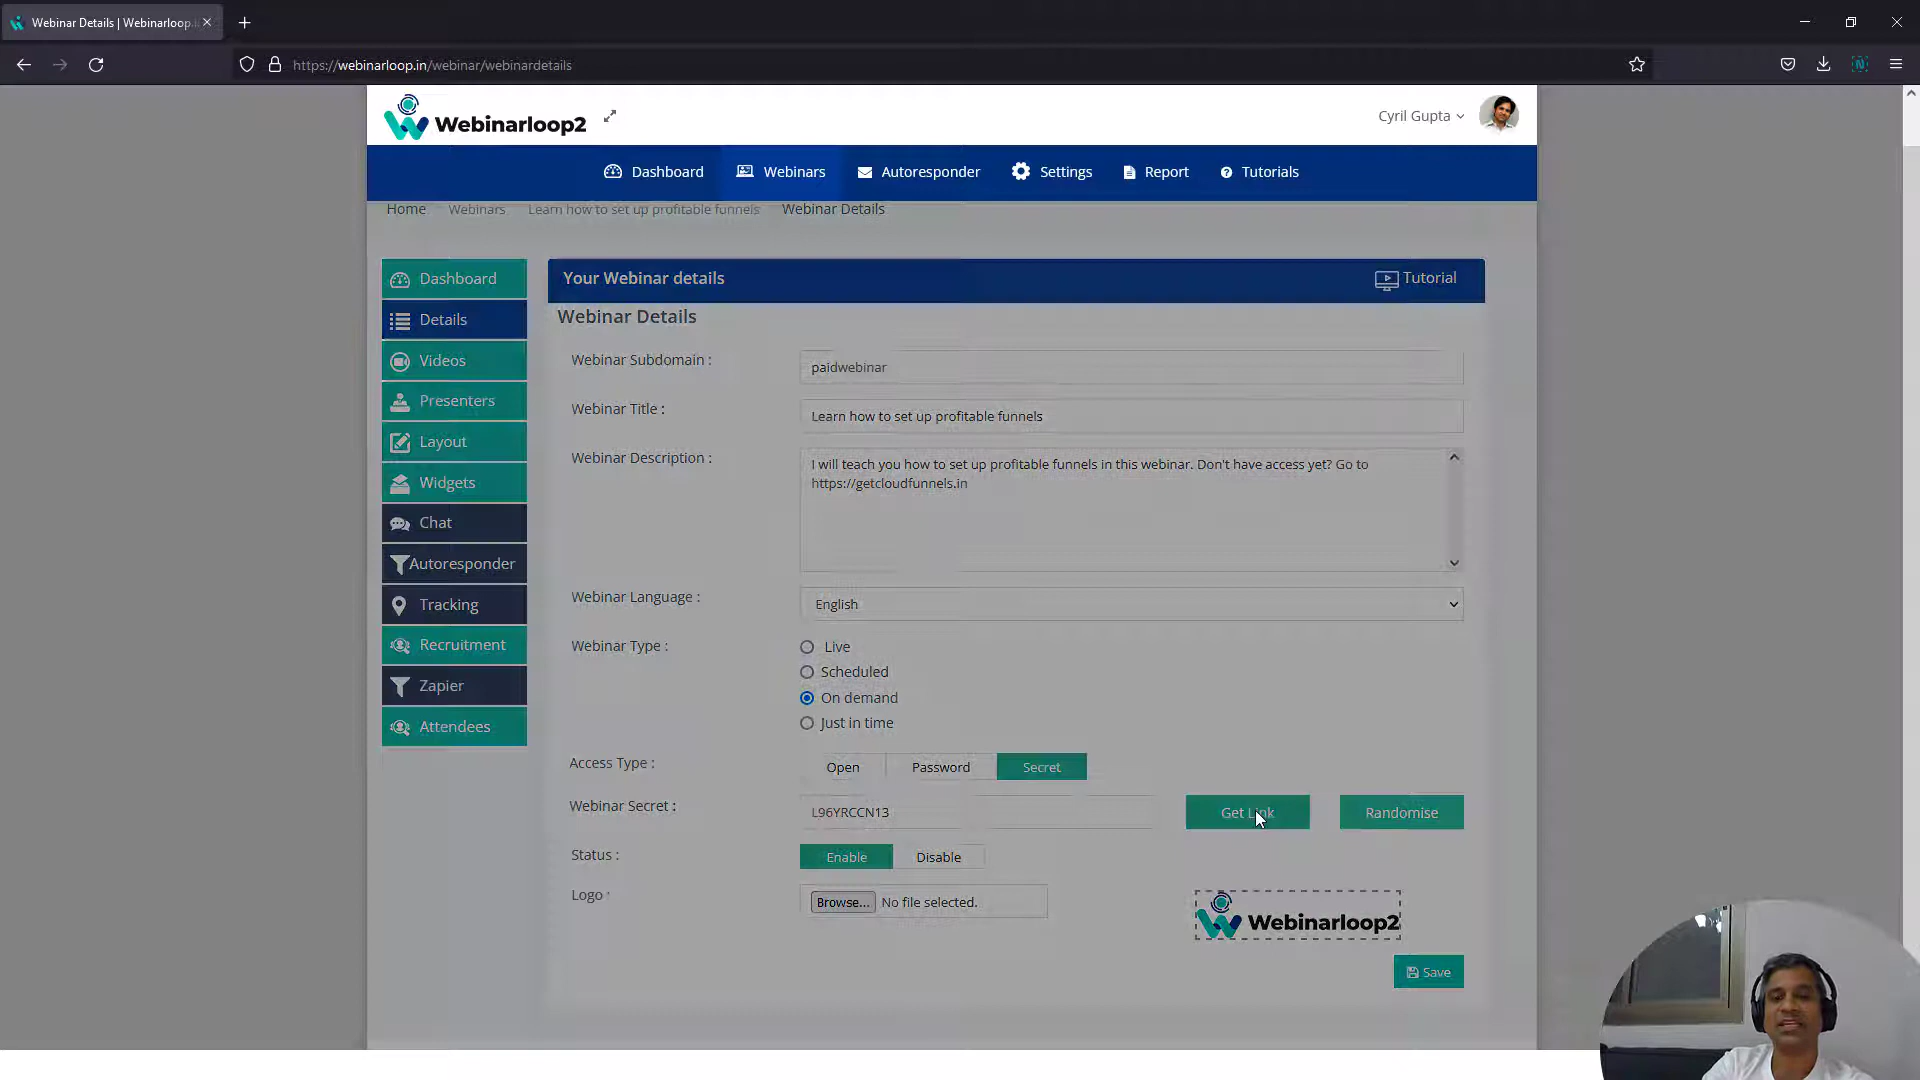 Webinar Details | Webinarloop
https://webinarloop.in/webinar/webinardetails
Webinarloop2
Cyril Gupta
Dashboard Webinars Autoresponder Settings Report Tutorials
Home Webinars Learn how to set up profitable funnels Webinar Details
Dashboard
Details
Videos
Presenters
Layout
Widgets
Chat
Autoresponder
Tracking
Recruitment
Zapier
Attendees
Your Webinar details Tutorial
Webinar Details
Webinar Subdomain : paidwebinar
Webinar Title : Learn how to set up profitable funnels
Webinar Description : I will teach you how to set up profitable funnels in this webinar. Don't have access yet? Go to
https://getcloudfunnels.in
Webinar Language : English
Webinar Type : Live
Scheduled
On demand
Just in time
Access Type : Open Password Secret
Webinar Secret : L96YRCCN13 Get Link Randomise
Status : Enable Disable
Logo : Browse... No file selected.
Webinarloop2
Save